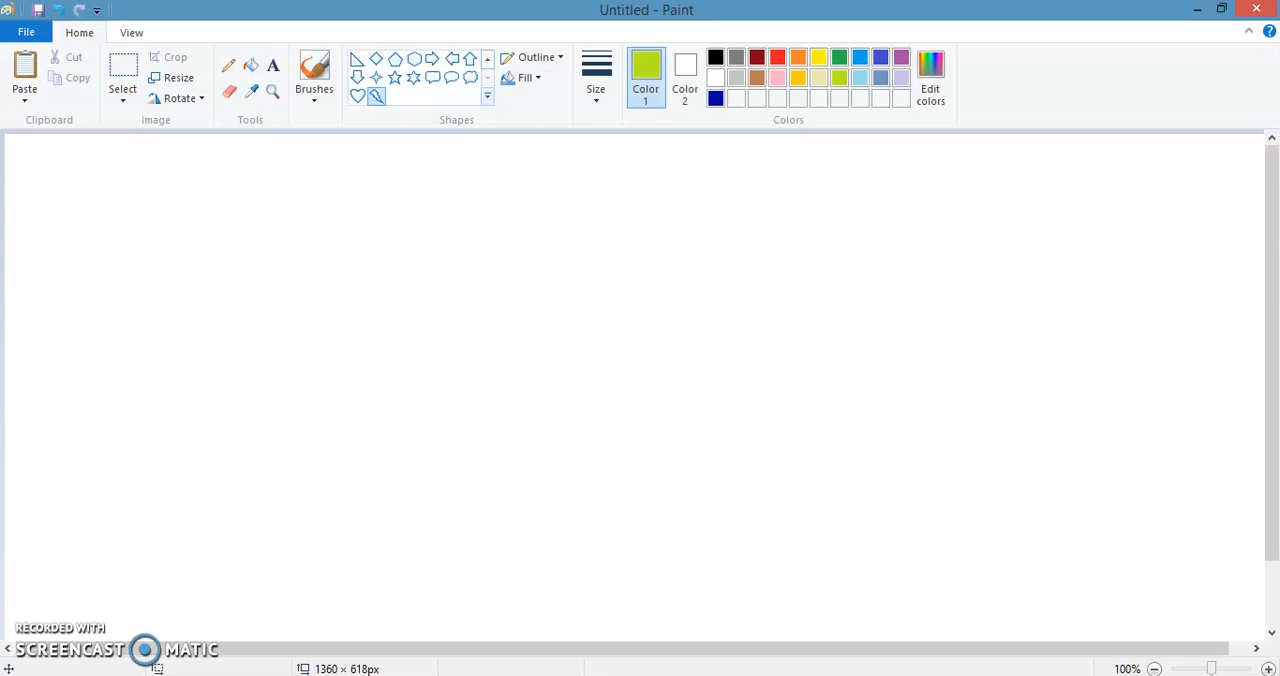 Untitled - Paint
File
Home
View
Paste
Cut
Copy
Clipboard
Select
Crop
Resize
Rotate
Image
A
Tools
Brushes
Outline
Fill
Shapes
Size
Color 1
Color 2
Edit colors
Colors
RECORDED WITH
SCREENCAST MATIC
1360 × 618px
100%